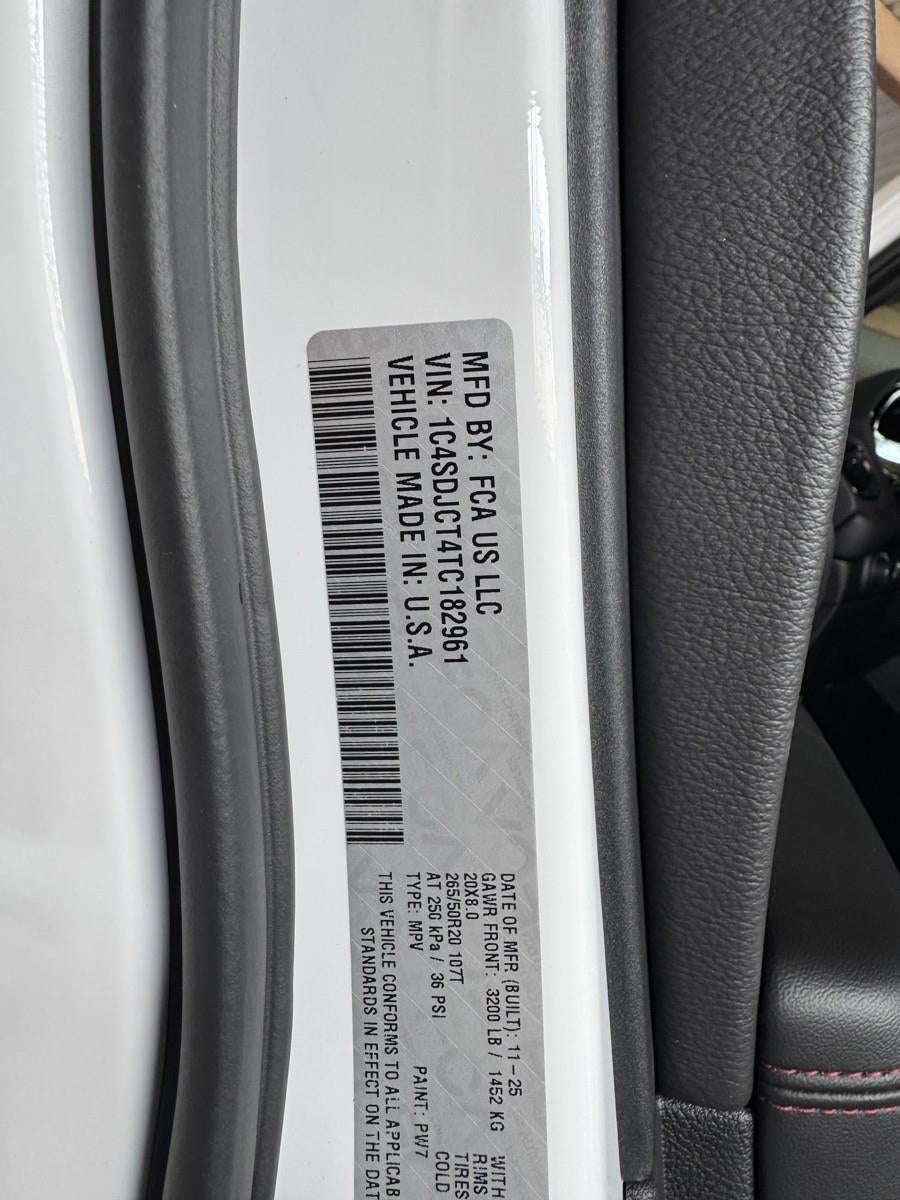 MFD BY: FCA US LLC
VIN: 1C4SDJCT4TC182961
VEHICLE MADE IN: U.S.A.
DATE OF MFR (BUILT): 11-25
GAWR FRONT: 3200 LB / 1452 KG WITH
20X8.0 RIMS
265/50R20 107T TIRES
AT 250 kPa / 36 PSI COLD
TYPE: MPV PAINT: PW7
THIS VEHICLE CONFORMS TO ALL APPLICAB
STANDARDS IN EFFECT ON THE DAT